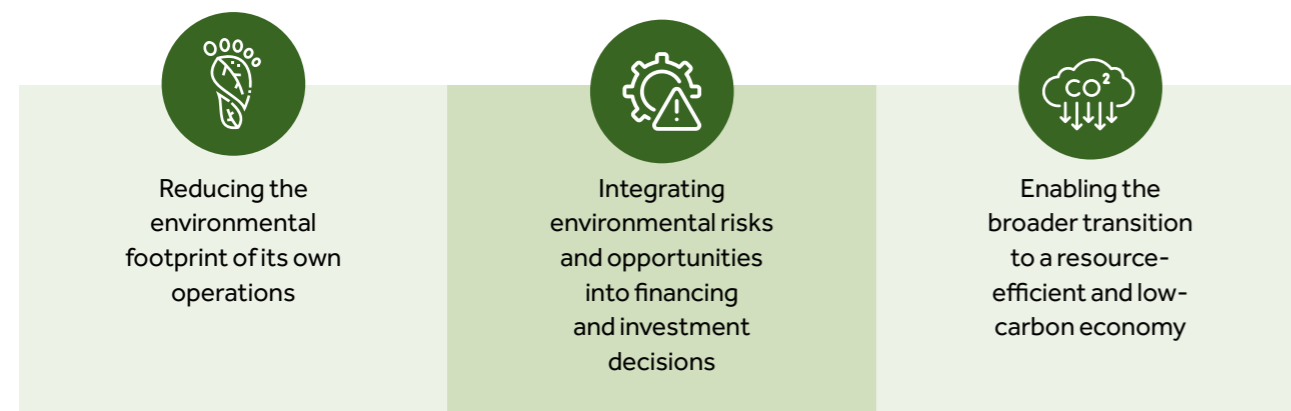 Reducing the
environmental
footprint of its own
operations
Integrating
environmental risks
and opportunities
into financing
and investment
decisions
CO²
Enabling the
broader transition
to a resource-
efficient and low-
carbon economy